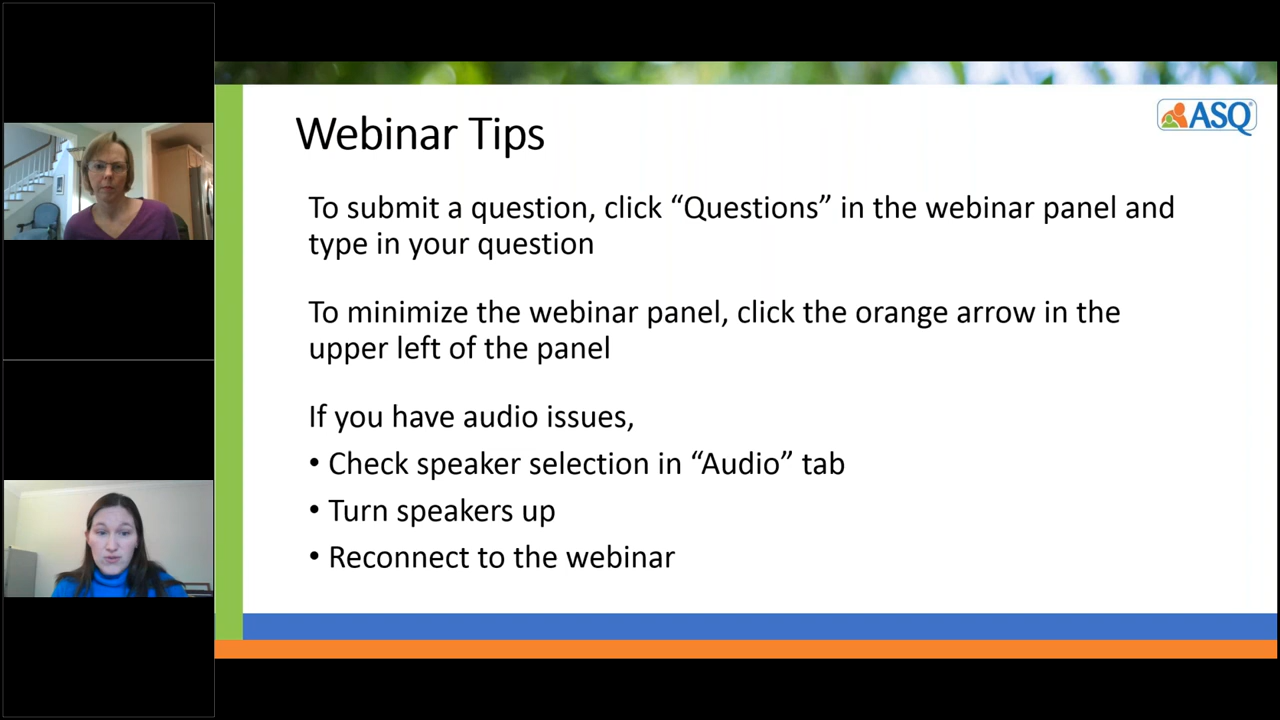 ASQ
Webinar Tips
To submit a question, click “Questions” in the webinar panel and
type in your question
To minimize the webinar panel, click the orange arrow in the
upper left of the panel
If you have audio issues,
• Check speaker selection in “Audio” tab
• Turn speakers up
• Reconnect to the webinar